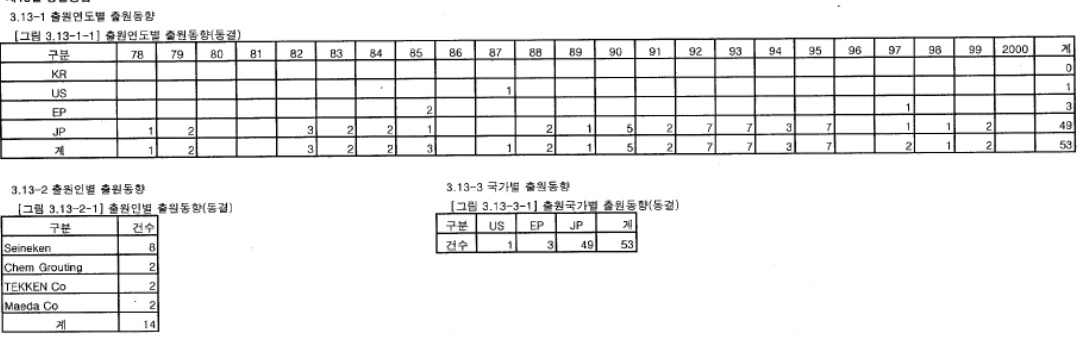 3.13-1 출원연도별 출원동향
[그림 3.13-1-1] 출원연도별 출원동향(동결)
구분 78 79 80 81 82 83 84 85 86 87 88 89 90 91 92 93 94 95 96 97 98 99 2000 계
KR 0
US 1 1
EP 2 1 3
JP 1 2 3 2 2 1 2 1 5 2 7 7 3 7 1 1 2 49
계 1 2 3 2 2 3 1 2 1 5 2 7 7 3 7 2 1 2 53
3.13-2 출원인별 출원동향
[그림 3.13-2-1] 출원인별 출원동향(동결)
구분 건수
Seineken 8
Chem Grouting 2
TEKKEN Co 2
Maeda Co 2
계 14
3.13-3 국가별 출원동향
[그림 3.13-3-1] 출원국가별 출원동향(동결)
구분 US EP JP 계
건수 1 3 49 53